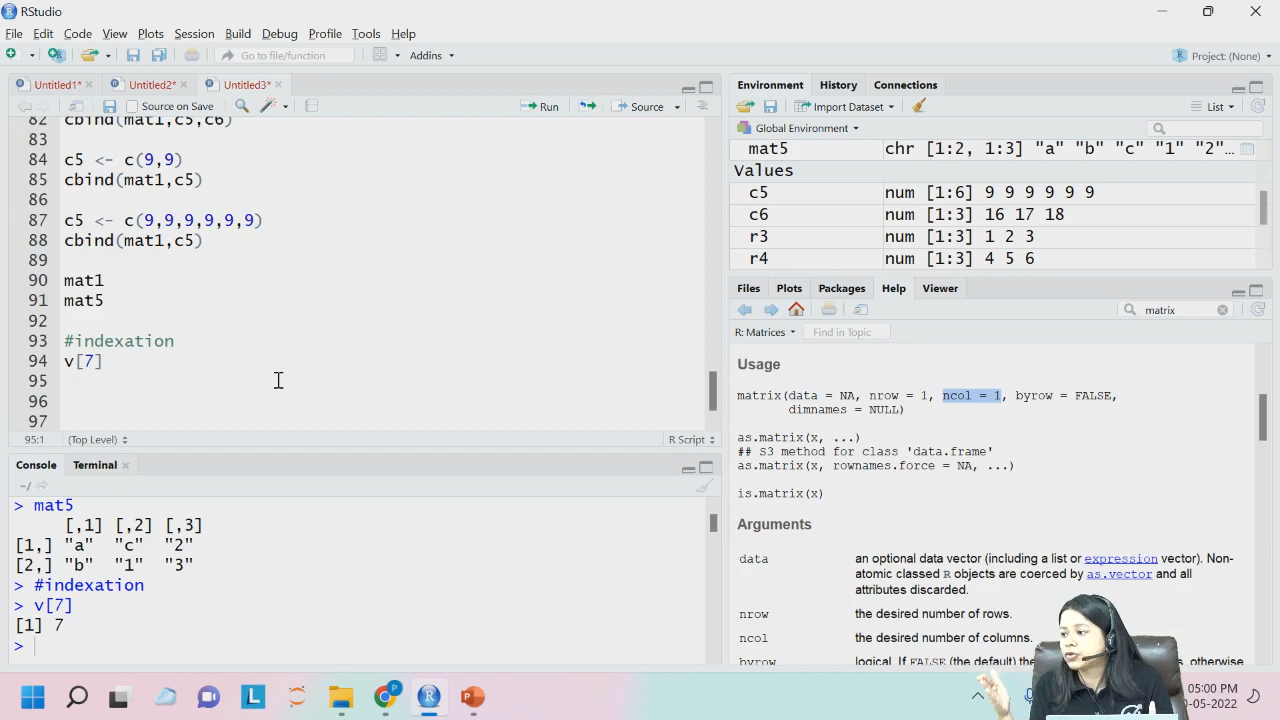 RStudio
File Edit Code View Plots Session Build Debug Profile Tools Help
Go to file/function Addins Project: (None)
Untitled1* Untitled2* Untitled3*
Source on Save Run Source
82 cbind(mat1,c5,c6)
83
84 c5 <- c(9,9)
85 cbind(mat1,c5)
86
87 c5 <- c(9,9,9,9,9,9)
88 cbind(mat1,c5)
89
90 mat1
91 mat5
92
93 #indexation
94 v[7]
95
96
97
95:1 (Top Level) R Script
Console Terminal
~/
> mat5
[,1] [,2] [,3]
[1,] "a" "c" "2"
[2,] "b" "1" "3"
> #indexation
> v[7]
[1] 7
>
Environment History Connections
Import Dataset List
Global Environment
mat5 chr [1:2, 1:3] "a" "b" "c" "1" "2"…
Values
c5 num [1:6] 9 9 9 9 9 9
c6 num [1:3] 16 17 18
r3 num [1:3] 1 2 3
r4 num [1:3] 4 5 6
Files Plots Packages Help Viewer
matrix
R: Matrices Find in Topic
Usage
matrix(data = NA, nrow = 1, ncol = 1, byrow = FALSE,
dimnames = NULL)
as.matrix(x, ...)
## S3 method for class 'data.frame'
as.matrix(x, rownames.force = NA, ...)
is.matrix(x)
Arguments
data an optional data vector (including a list or expression vector). Non-
atomic classed R objects are coerced by as.vector and all
attributes discarded.
nrow the desired number of rows.
ncol the desired number of columns.
byrow logical. If FALSE (the default) the otherwise
05:00 PM
-05-2022